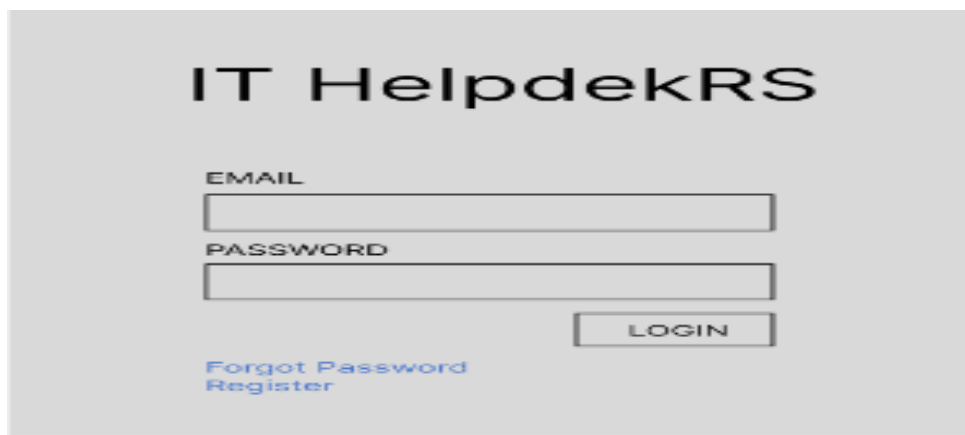 IT HelpdekRS
EMAIL
PASSWORD
LOGIN
Forgot Password
Register